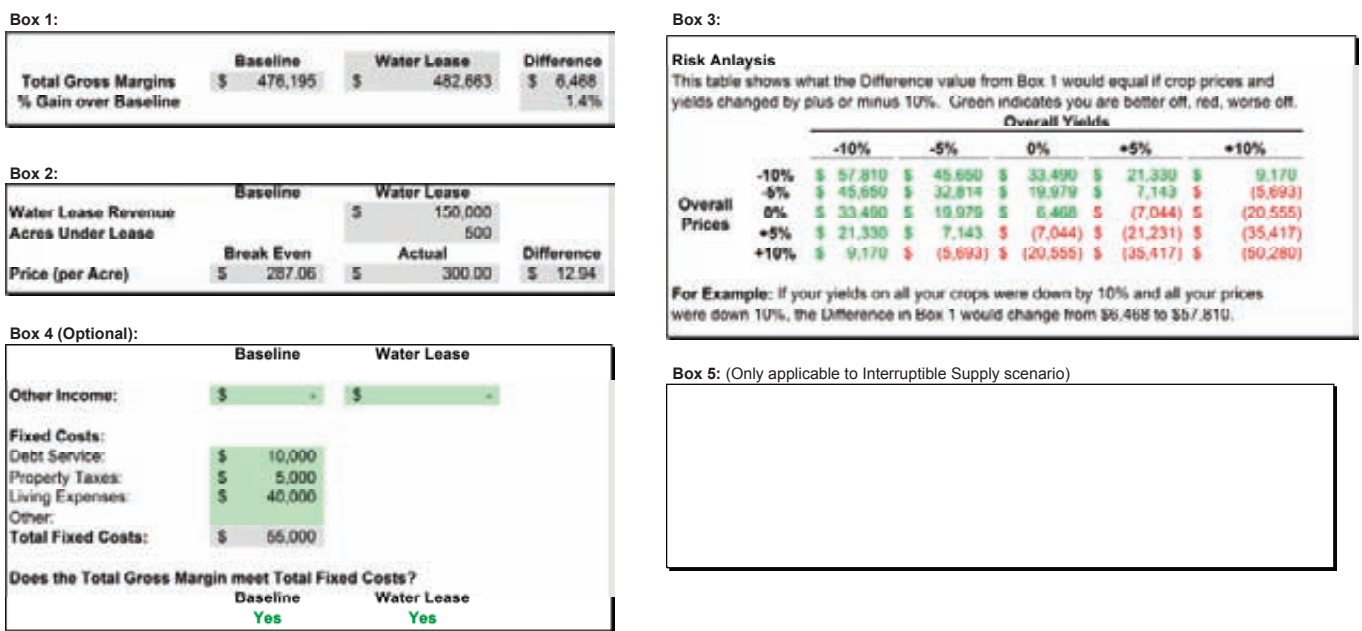 Box 1:
Baseline Water Lease Difference
Total Gross Margins $ 476,195 $ 482,663 $ 6,468
% Gain over Baseline 1.4%
Box 2:
Baseline Water Lease
Water Lease Revenue $ 150,000
Acres Under Lease 500
Break Even Actual Difference
Price (per Acre) $ 287.06 $ 300.00 $ 12.94
Box 4 (Optional):
Baseline Water Lease
Other Income: $ - $ -
Fixed Costs:
Debt Service: $ 10,000
Property Taxes: $ 5,000
Living Expenses: $ 40,000
Other:
Total Fixed Costs: $ 55,000
Does the Total Gross Margin meet Total Fixed Costs?
Baseline Water Lease
Yes Yes
Box 3:
Risk Anlaysis
This table shows what the Difference value from Box 1 would equal if crop prices and
yields changed by plus or minus 10%. Green indicates you are better off, red, worse off.
Overall Yields
-10% -5% 0% +5% +10%
-10% $ 57,810 $ 45,650 $ 33,490 $ 21,330 $ 9,170
-5% $ 45,650 $ 32,814 $ 19,979 $ 7,143 $ (5,693)
Overall Prices 0% $ 33,490 $ 19,979 $ 6,468 $ (7,044) $ (20,555)
+5% $ 21,330 $ 7,143 $ (7,044) $ (21,231) $ (35,417)
+10% $ 9,170 $ (5,693) $ (20,555) $ (35,417) $ (50,280)
For Example: If your yields on all your crops were down by 10% and all your prices
were down 10%, the Difference in Box 1 would change from $6,468 to $57,810.
Box 5: (Only applicable to Interruptible Supply scenario)